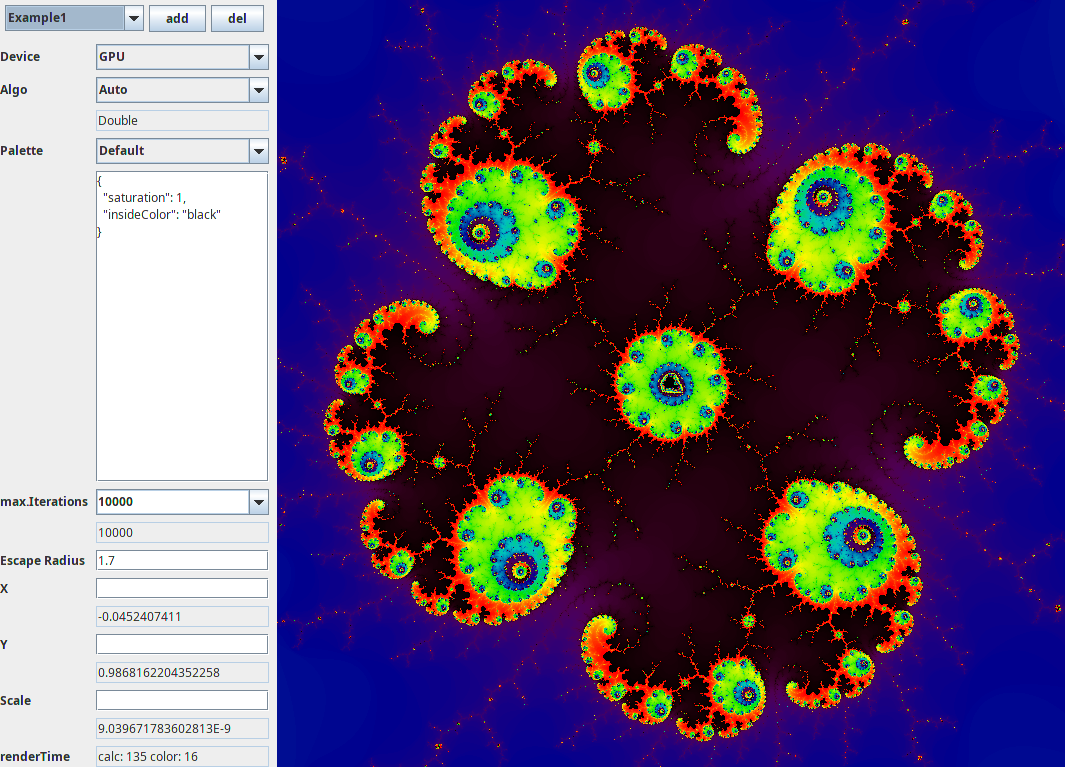 Example1 add del
Device GPU
Algo Auto
Double
Palette Default
{
"saturation": 1,
"insideColor": "black"
}
max.Iterations 10000
10000
Escape Radius 1.7
X
-0.0452407411
Y
0.9868162204352258
Scale
9.039671783602813E-9
renderTime calc: 135 color: 16